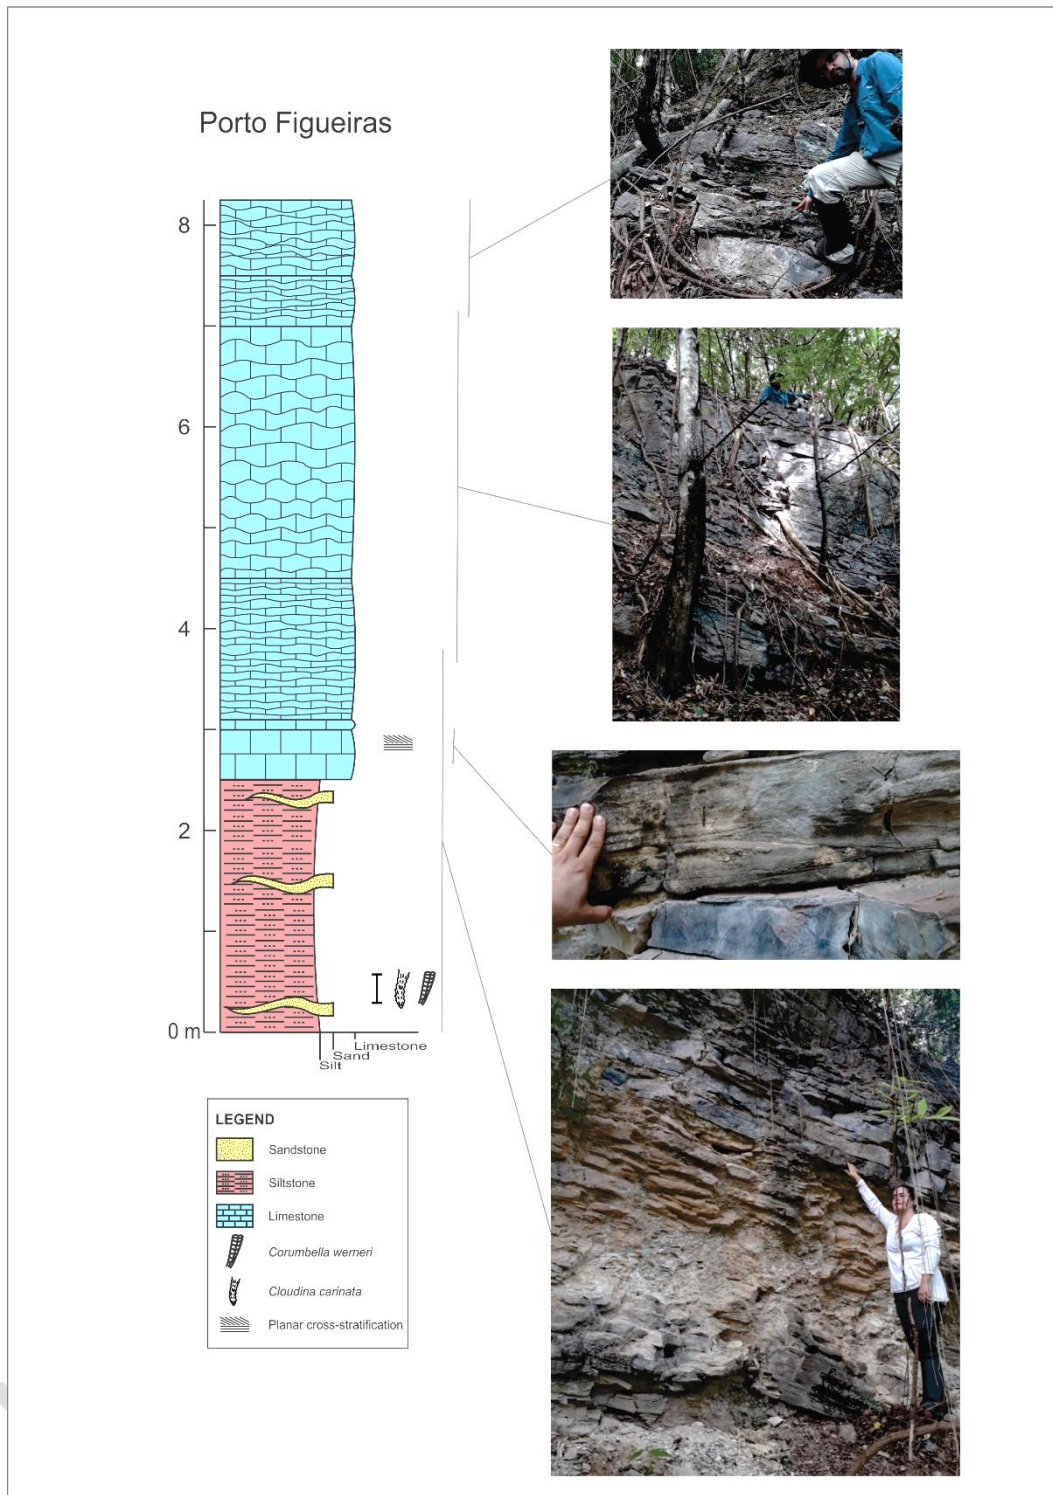 Porto Figueiras
8
6
4
2
0 m
Limestone
Sand
Silt
LEGEND
Sandstone
Siltstone
Limestone
Corumbella werneri
Cloudina carinata
Planar cross-stratification